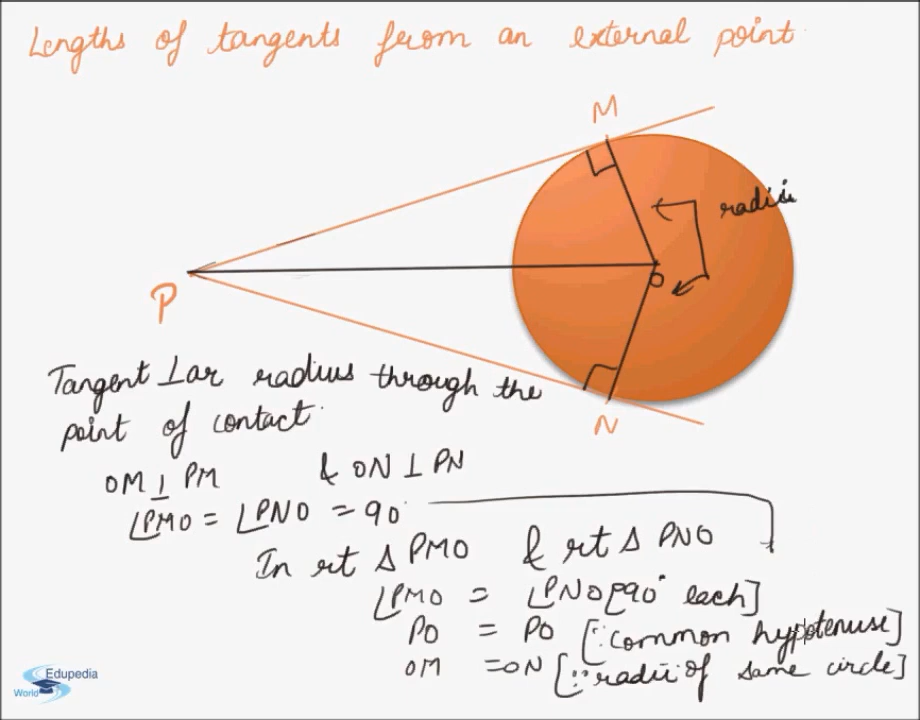 Lengths of tangents from an external point
M
radii
O
P
N
Tangent ⊥ar radius through the
point of contact.
OM ⊥ PM & ON ⊥ PN
∠PMO = ∠PNO = 90°
In rt Δ PMO & rt Δ PNO
∠PMO = ∠PNO [90° each]
PO = PO [∵ common hypotenuse]
OM = ON [∵ radii of same circle]
Edupedia
World